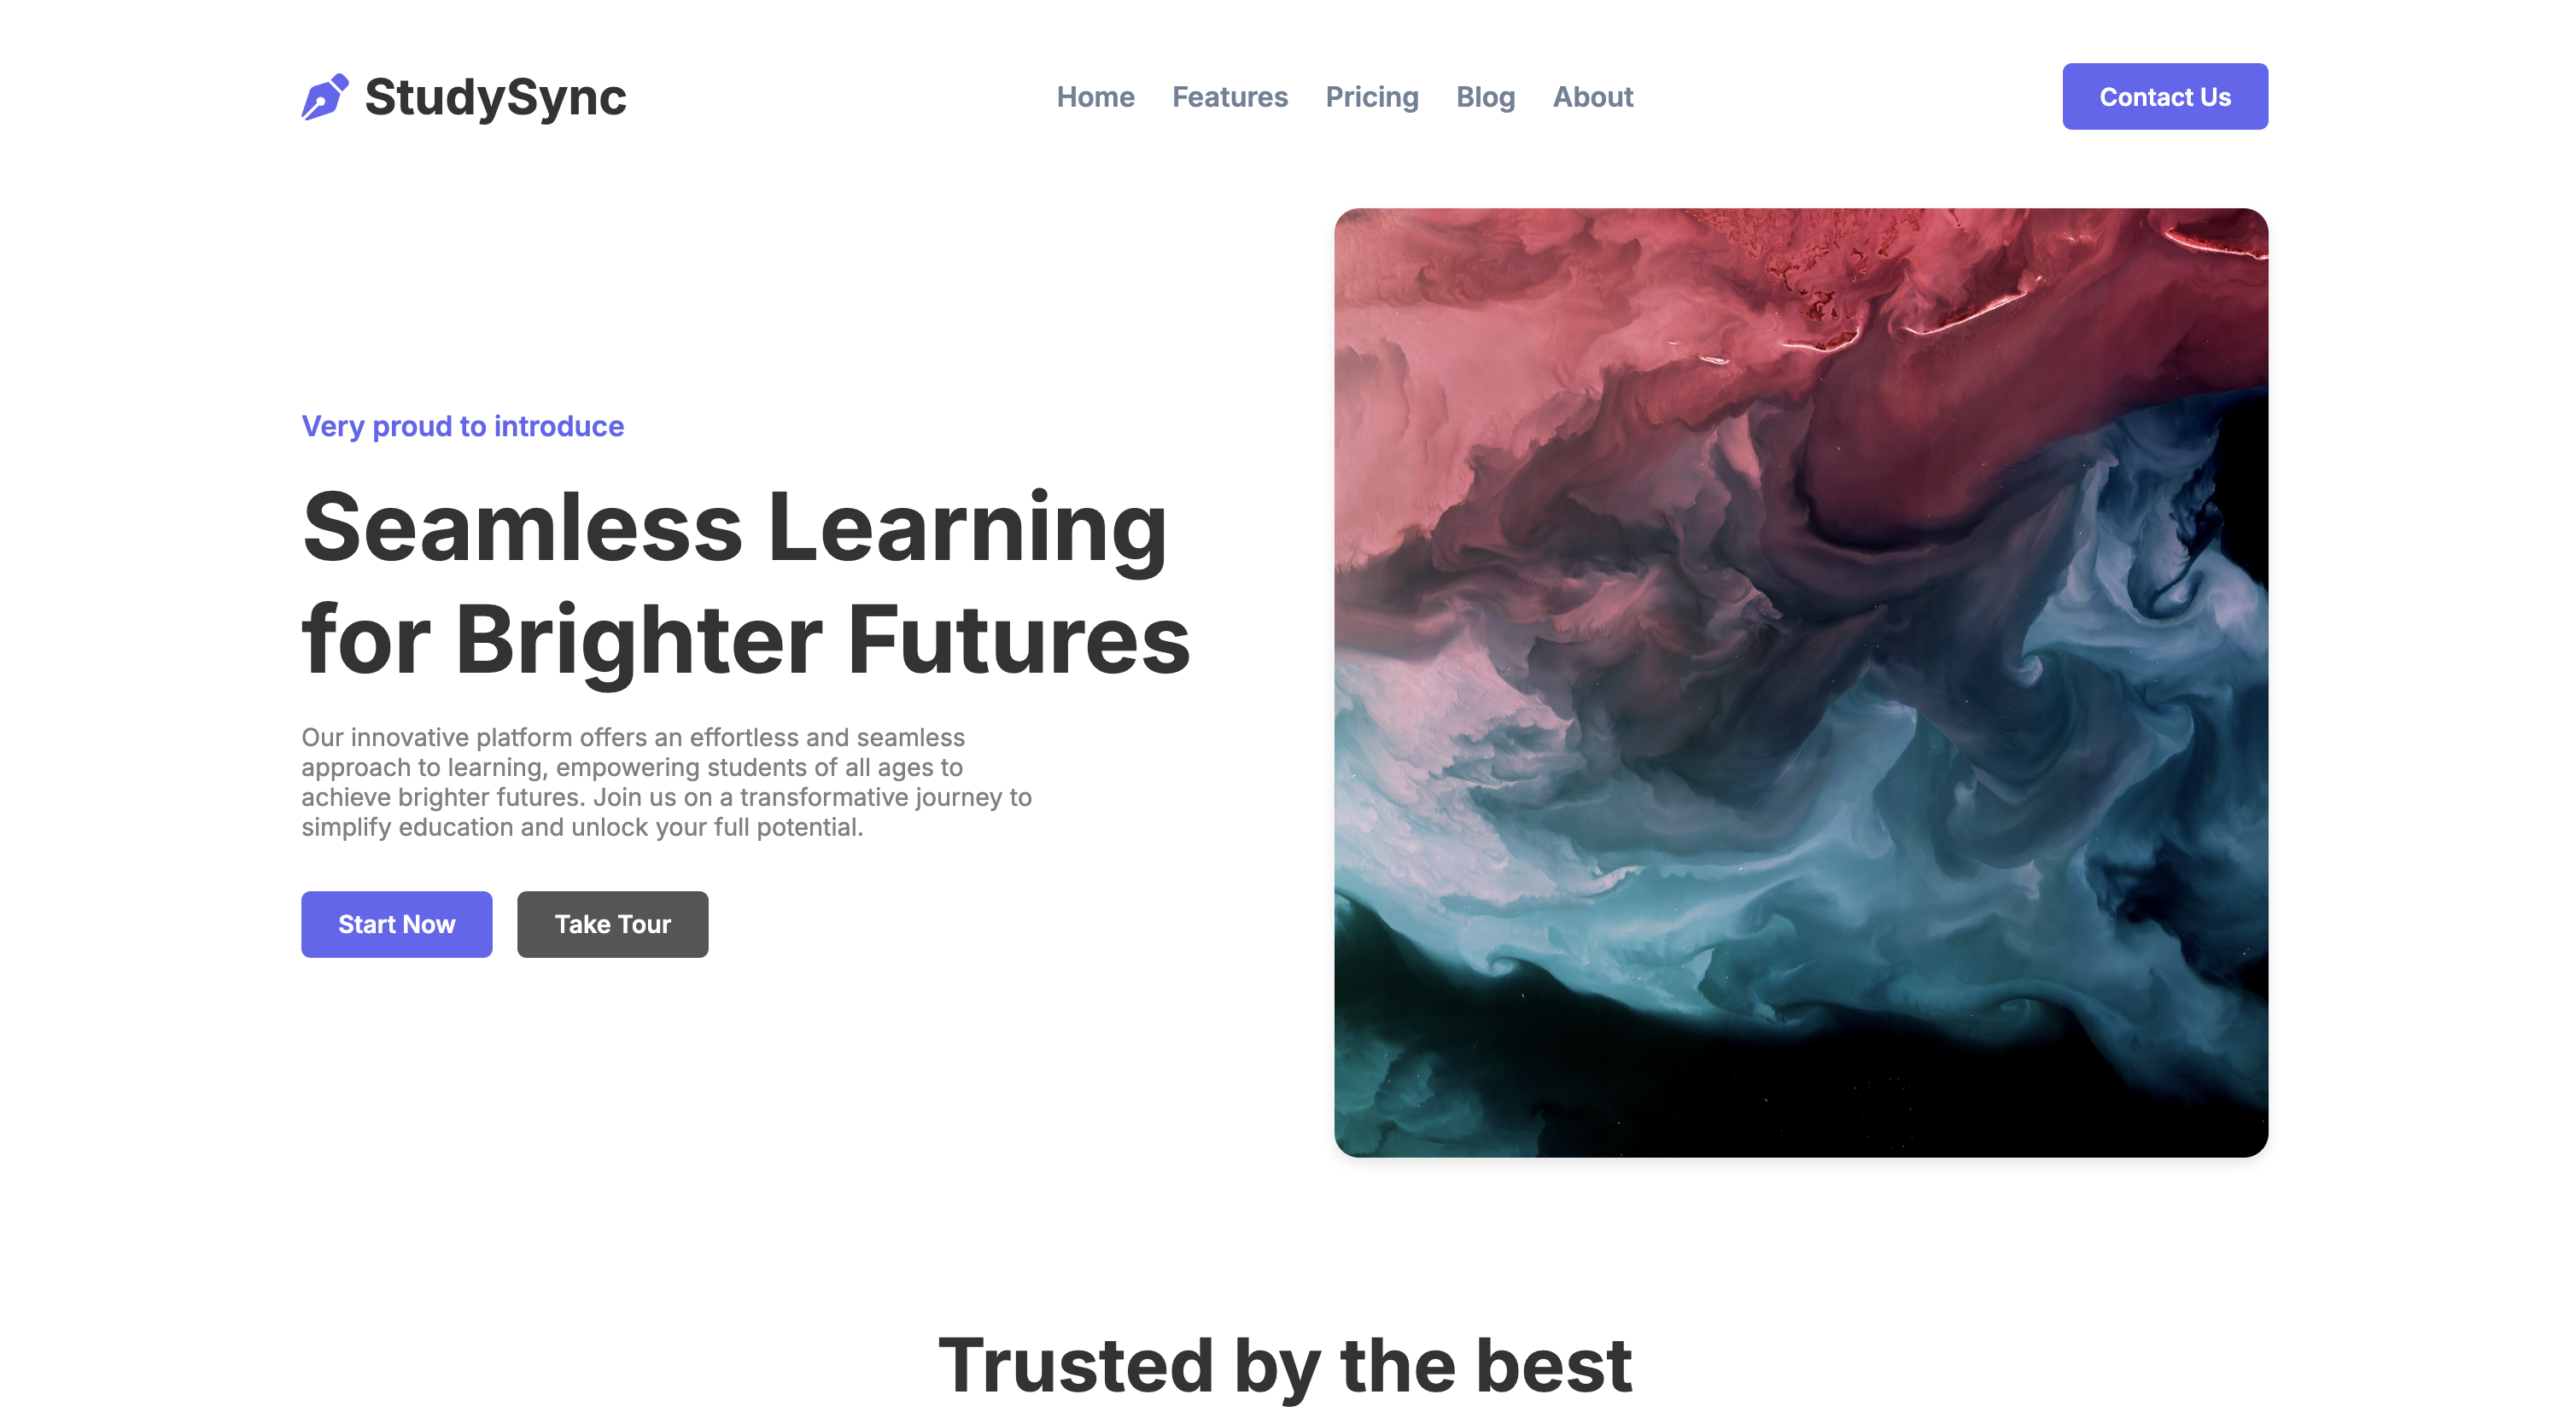 StudySync
Home
Features
Pricing
Blog
About
Contact Us
Very proud to introduce
Seamless Learning
for Brighter Futures
Our innovative platform offers an effortless and seamless
approach to learning, empowering students of all ages to
achieve brighter futures. Join us on a transformative journey to
simplify education and unlock your full potential.
Start Now
Take Tour
Trusted by the best